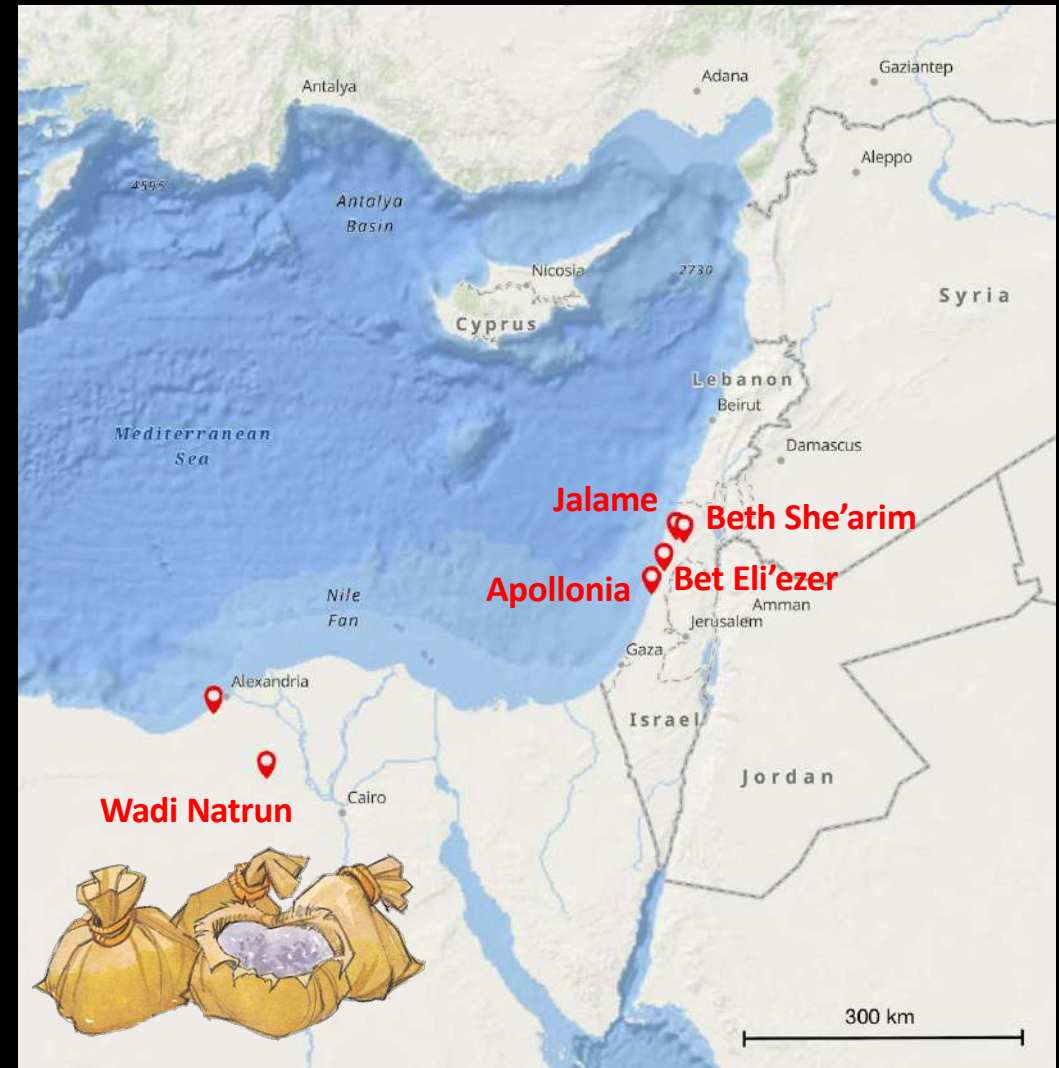 Gaziantep
Adana
Antalya
Aleppo
4595
Antalya
Basin
Nicosia
2730
Cyprus
Syria
Lebanon
Beirut
Mediterranean
Sea
Damascus
Jalame
Beth She’arim
Bet Eli’ezer
Apollonia
Nile
Fan
Amman
Jerusalem
Gaza
Alexandria
Israel
Jordan
Cairo
Wadi Natrun
300 km